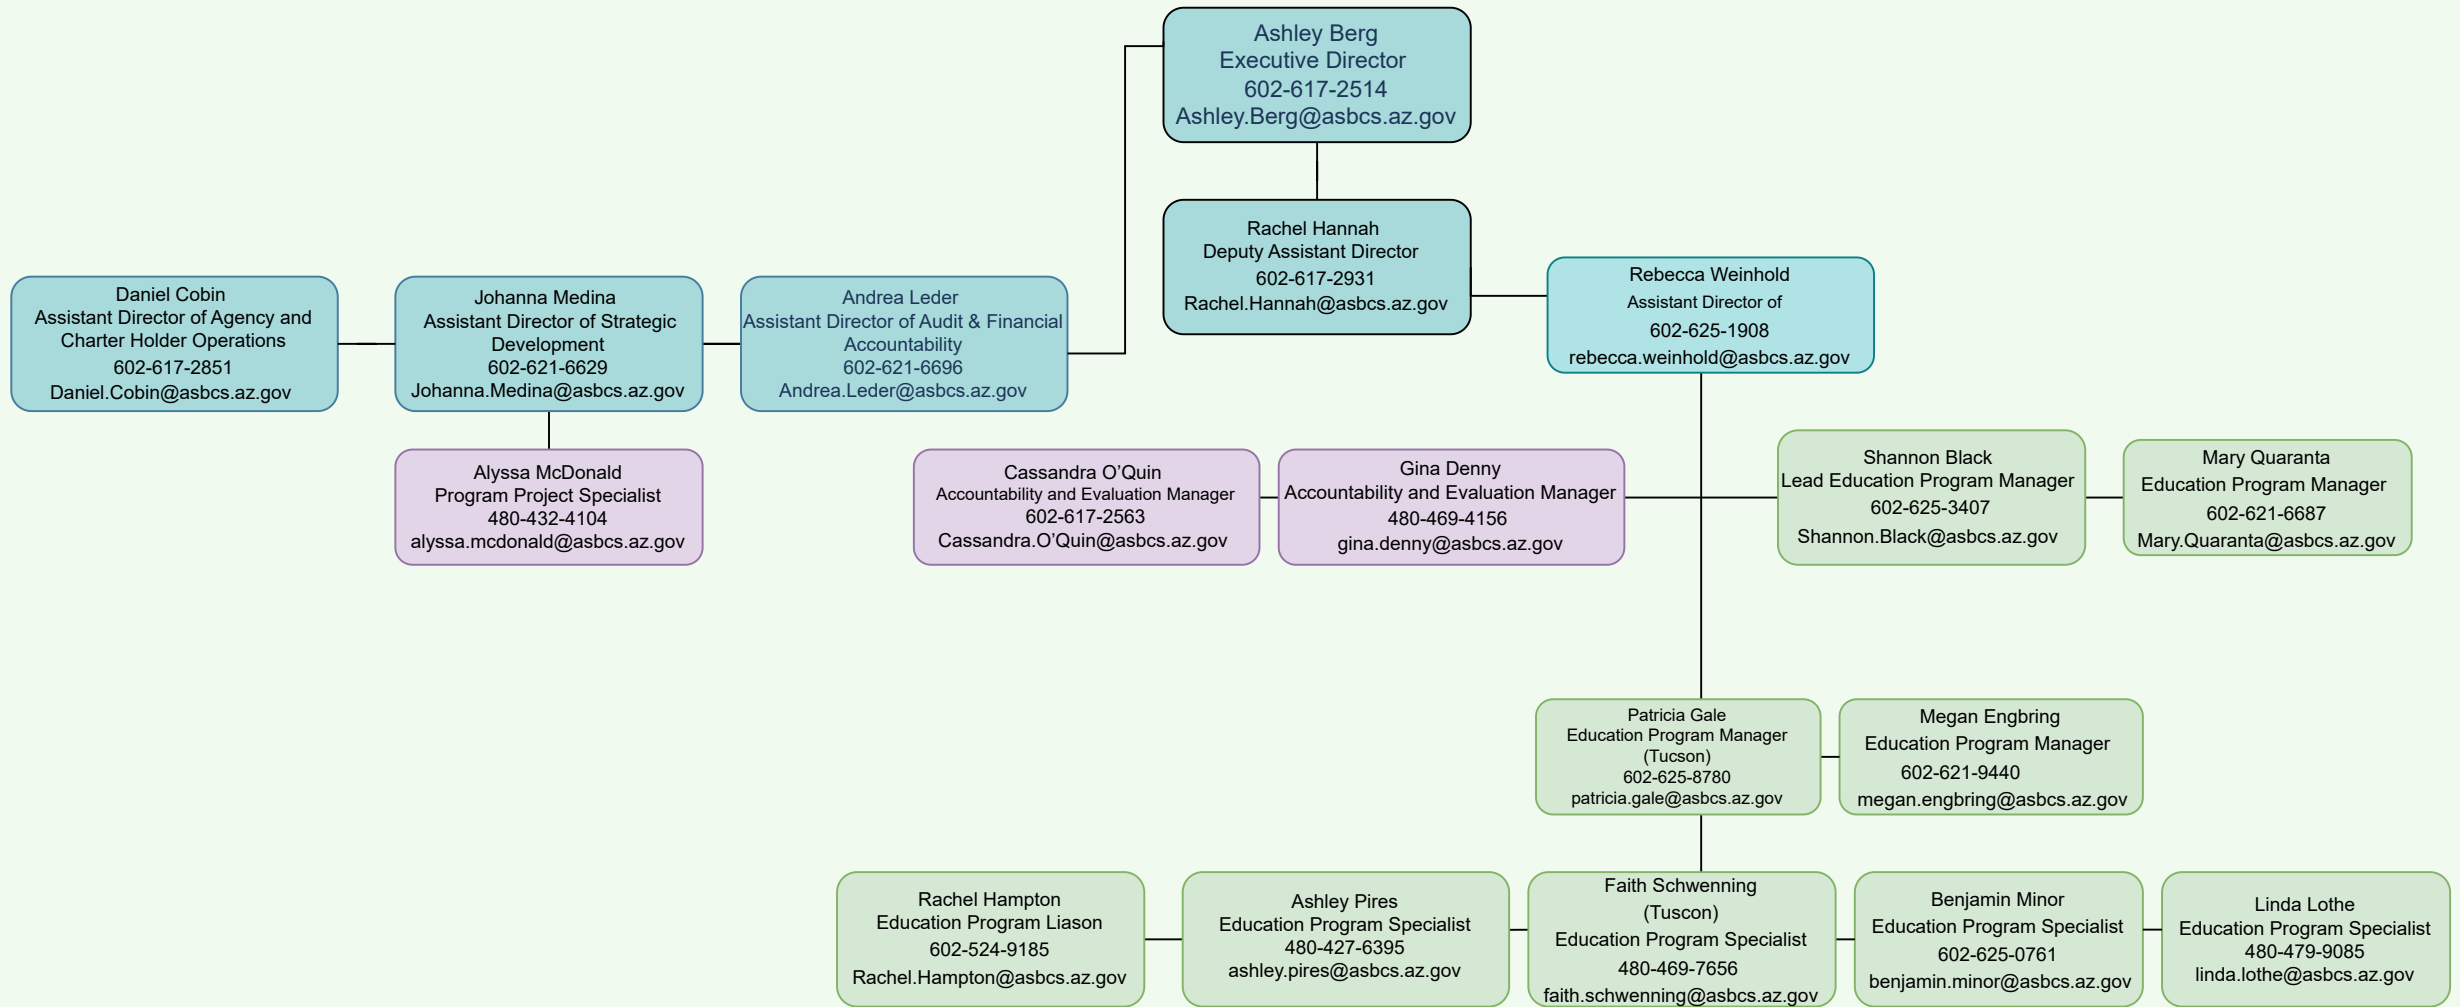 Ashley Berg
Executive Director
602-617-2514
Ashley.Berg@asbcs.az.gov
Rachel Hannah
Deputy Assistant Director
602-617-2931
Rachel.Hannah@asbcs.az.gov
Rebecca Weinhold
Assistant Director of
602-625-1908
rebecca.weinhold@asbcs.az.gov
Daniel Cobin
Assistant Director of Agency and
Charter Holder Operations
602-617-2851
Daniel.Cobin@asbcs.az.gov
Johanna Medina
Assistant Director of Strategic
Development
602-621-6629
Johanna.Medina@asbcs.az.gov
Andrea Leder
Assistant Director of Audit & Financial
Accountability
602-621-6696
Andrea.Leder@asbcs.az.gov
Alyssa McDonald
Program Project Specialist
480-432-4104
alyssa.mcdonald@asbcs.az.gov
Cassandra O’Quin
Accountability and Evaluation Manager
602-617-2563
Cassandra.O’Quin@asbcs.az.gov
Gina Denny
Accountability and Evaluation Manager
480-469-4156
gina.denny@asbcs.az.gov
Shannon Black
Lead Education Program Manager
602-625-3407
Shannon.Black@asbcs.az.gov
Mary Quaranta
Education Program Manager
602-621-6687
Mary.Quaranta@asbcs.az.gov
Patricia Gale
Education Program Manager
(Tucson)
602-625-8780
patricia.gale@asbcs.az.gov
Megan Engbring
Education Program Manager
602-621-9440
megan.engbring@asbcs.az.gov
Rachel Hampton
Education Program Liason
602-524-9185
Rachel.Hampton@asbcs.az.gov
Ashley Pires
Education Program Specialist
480-427-6395
ashley.pires@asbcs.az.gov
Faith Schwenning
(Tuscon)
Education Program Specialist
480-469-7656
faith.schwenning@asbcs.az.gov
Benjamin Minor
Education Program Specialist
602-625-0761
benjamin.minor@asbcs.az.gov
Linda Lothe
Education Program Specialist
480-479-9085
linda.lothe@asbcs.az.gov